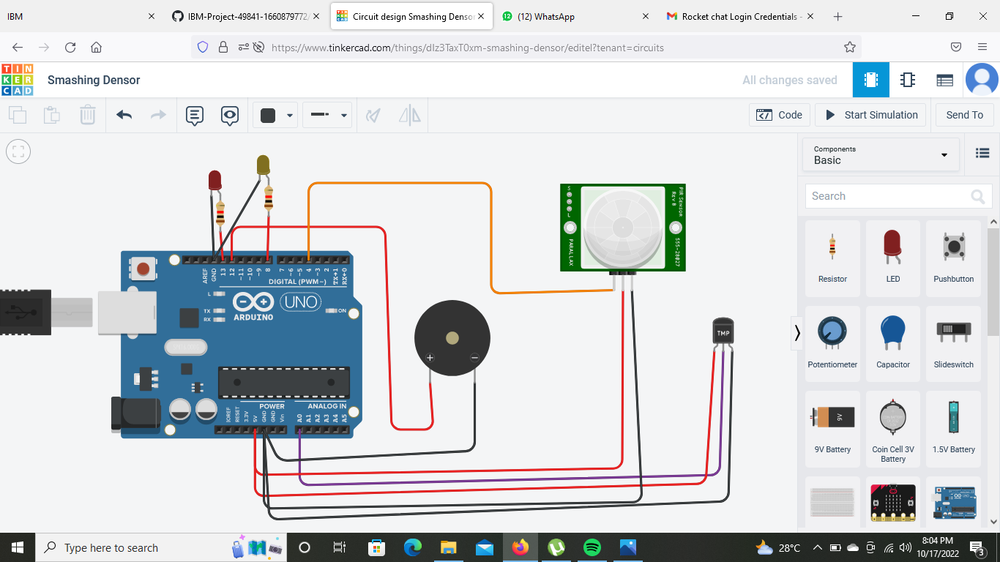 IBM
IBM-Project-49841-1660879772/
Circuit design Smashing Densor
12
(12) WhatsApp
Rocket chat Login Credentials -
https://www.tinkercad.com/things/dIz3TaxT0xm-smashing-densor/editel?tenant=circuits
TIN
KER
CAD
Smashing Densor
All changes saved
Code
Start Simulation
Send To
Components
Basic
Search
Resistor
LED
Pushbutton
Potentiometer
Capacitor
Slideswitch
9V
9V Battery
Coin Cell 3V
Battery
1.5V Battery
S
L
PIR SENSOR
REV B
PARALLAX
555-28027
AREF
GND
13
12
~11
~10
~9
8
7
~6
~5
4
~3
2
TX→1
RX←0
DIGITAL (PWM~)
L
TX
RX
ARDUINO
UNO
ON
POWER
ANALOG IN
IOREF
RESET
3.3V
5V
GND
GND
Vin
A0
A1
A2
A3
A4
A5
+
−
TMP
Type here to search
28°C
8:04 PM
10/17/2022
3